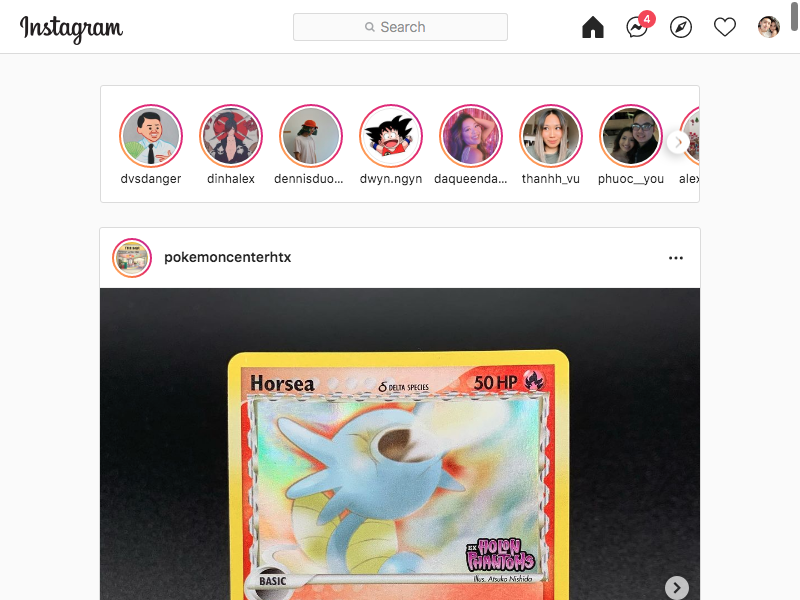 Instagram
Search
4
dvsdanger
dinhalex
dennisduo...
dwyn.ngyn
daqueenda...
thanhh_vu
phuoc__you
alex
pokemoncenterhtx
Horsea
δ DELTA SPECIES
50 HP
EX HOLON PHANTOMS
BASIC
Illus. Atsuko Nishida